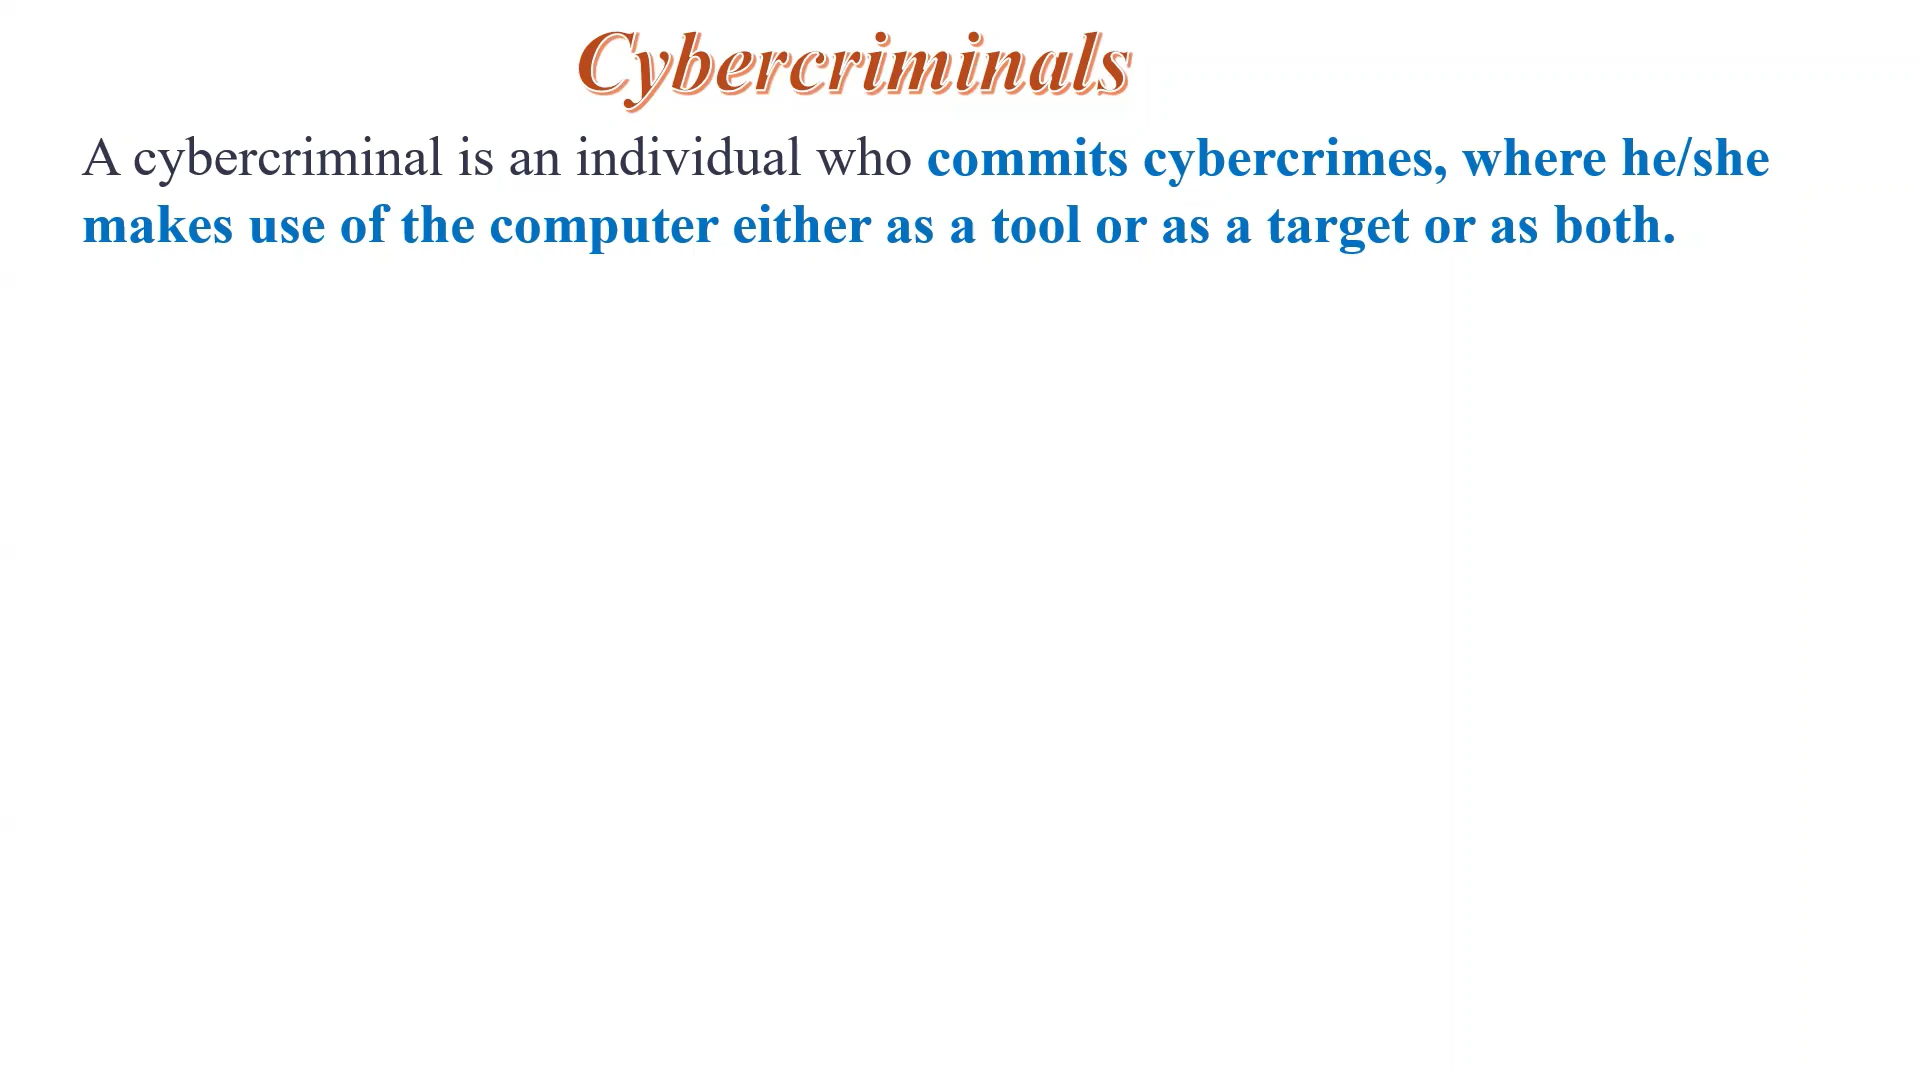 Cybercriminals
A cybercriminal is an individual who commits cybercrimes, where he/she
makes use of the computer either as a tool or as a target or as both.